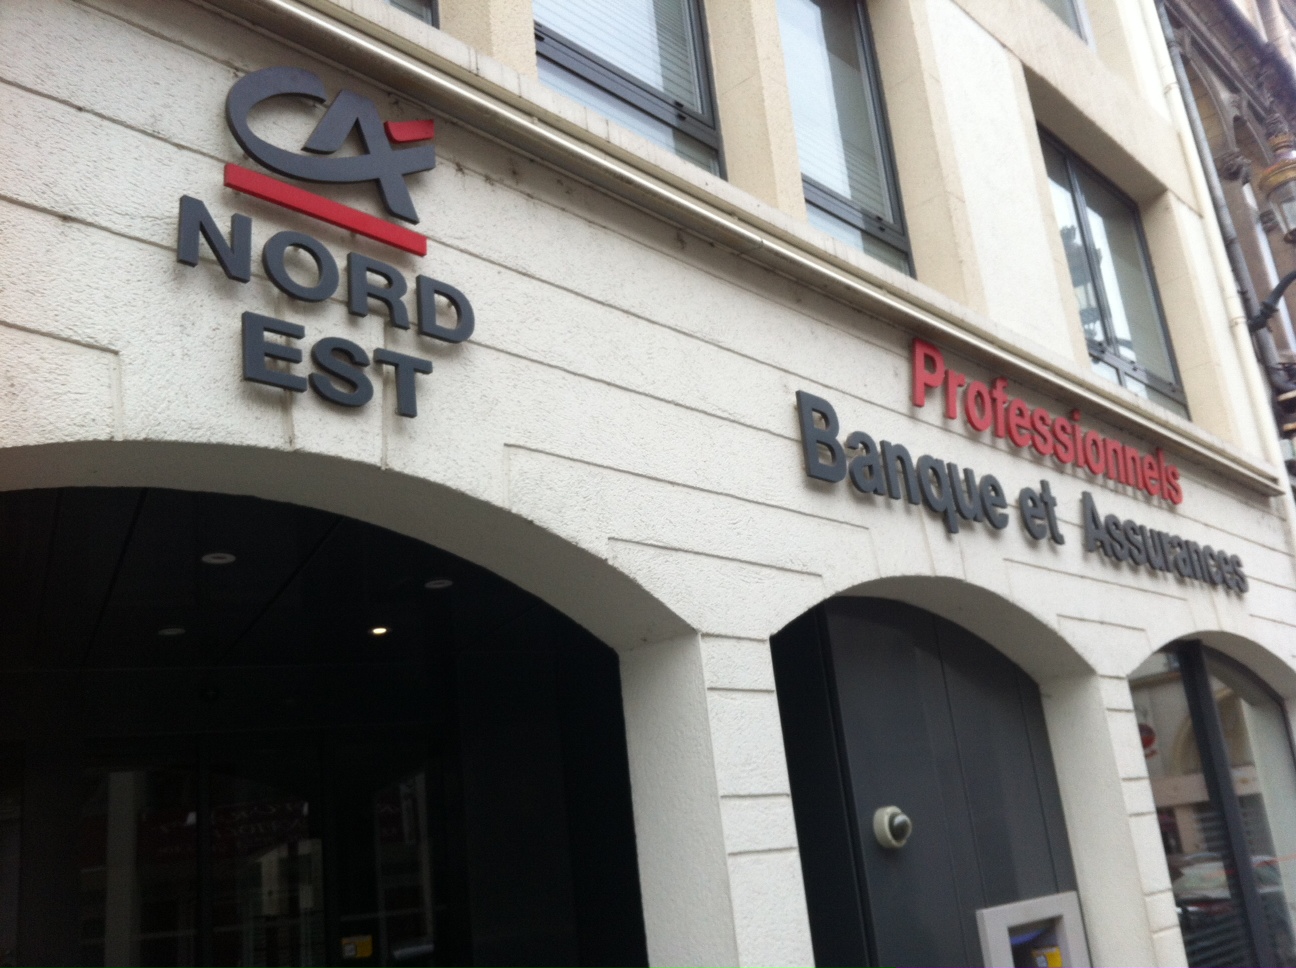 CA
NORD
EST
Professionnels
Banque et Assurances